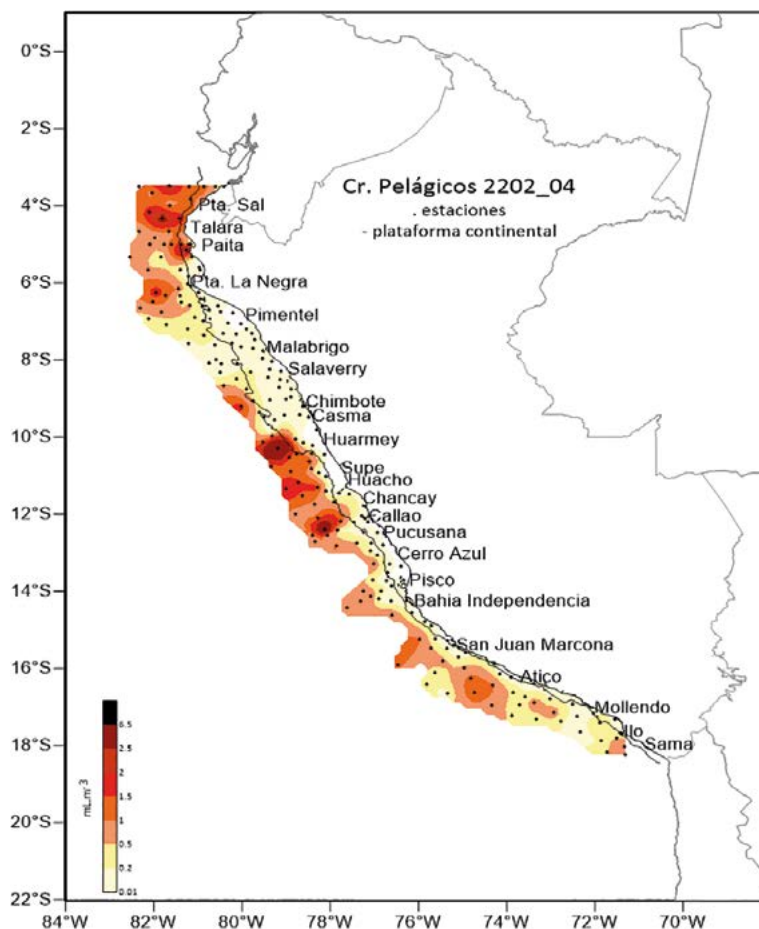 0°S
2°S
4°S
6°S
8°S
10°S
12°S
14°S
16°S
18°S
20°S
22°S
Cr. Pelágicos 2202_04
. estaciones
- plataforma continental
Pta. Sal
Talara
Paita
Pta. La Negra
Pimentel
Malabrigo
Salaverry
Chimbote
Casma
Huarmey
Supe
Huacho
Chancay
Callao
Pucusana
Cerro Azul
Pisco
Bahia Independencia
San Juan Marcona
Atico
Mollendo
Ilo
Sama
6.5
2.5
2
1.5
1
0.5
0.2
0.01
mL.m⁻³
84°W 82°W 80°W 78°W 76°W 74°W 72°W 70°W